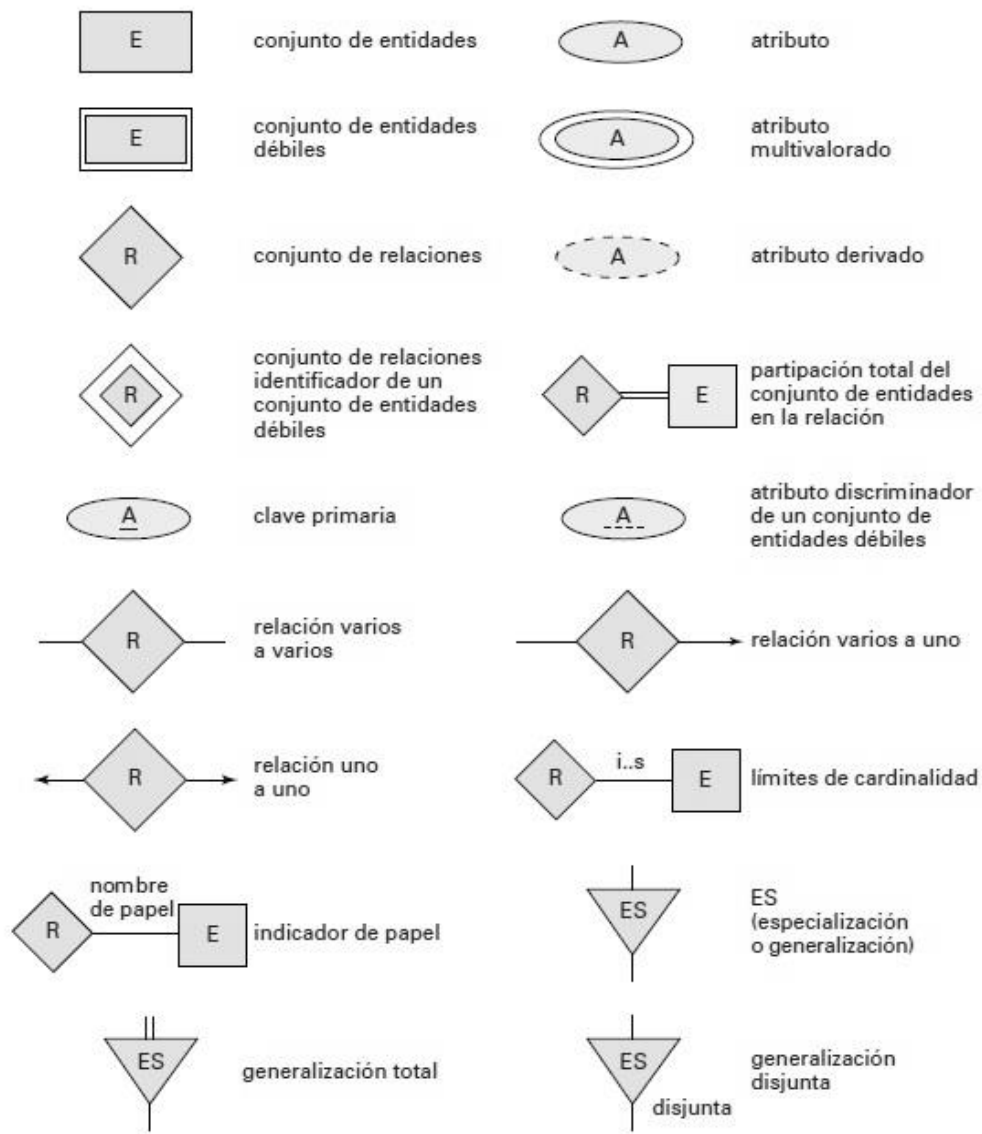 E
conjunto de entidades
A
atributo
E
conjunto de entidades
débiles
A
atributo
multivalorado
R
conjunto de relaciones
A
atributo derivado
R
conjunto de relaciones
identificador de un
conjunto de entidades
débiles
R
E
partipación total del
conjunto de entidades
en la relación
A
clave primaria
A
atributo discriminador
de un conjunto de
entidades débiles
R
relación varios
a varios
R
relación varios a uno
R
relación uno
a uno
R
i..s
E
límites de cardinalidad
R
nombre
de papel
E
indicador de papel
ES
ES
(especialización
o generalización)
ES
generalización total
ES
disjunta
generalización
disjunta